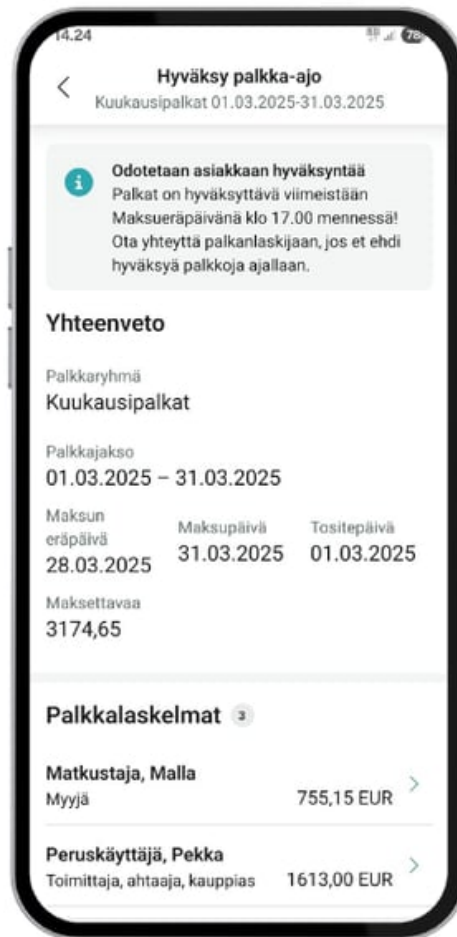 14.24
78
Hyväksy palkka-ajo
Kuukausipalkat 01.03.2025-31.03.2025
Odotetaan asiakkaan hyväksyntää
Palkat on hyväksyttävä viimeistään
Maksueräpäivänä klo 17.00 mennessä!
Ota yhteyttä palkanlaskijaan, jos et ehdi
hyväksyä palkkoja ajallaan.
Yhteenveto
Palkkaryhmä
Kuukausipalkat
Palkkajakso
01.03.2025 – 31.03.2025
Maksun
eräpäivä
28.03.2025
Maksupäivä
31.03.2025
Tositepäivä
01.03.2025
Maksettavaa
3174,65
Palkkalaskelmat 3
Matkustaja, Malla
Myyjä 755,15 EUR
Peruskäyttäjä, Pekka
Toimittaja, ahtaaja, kauppias 1613,00 EUR